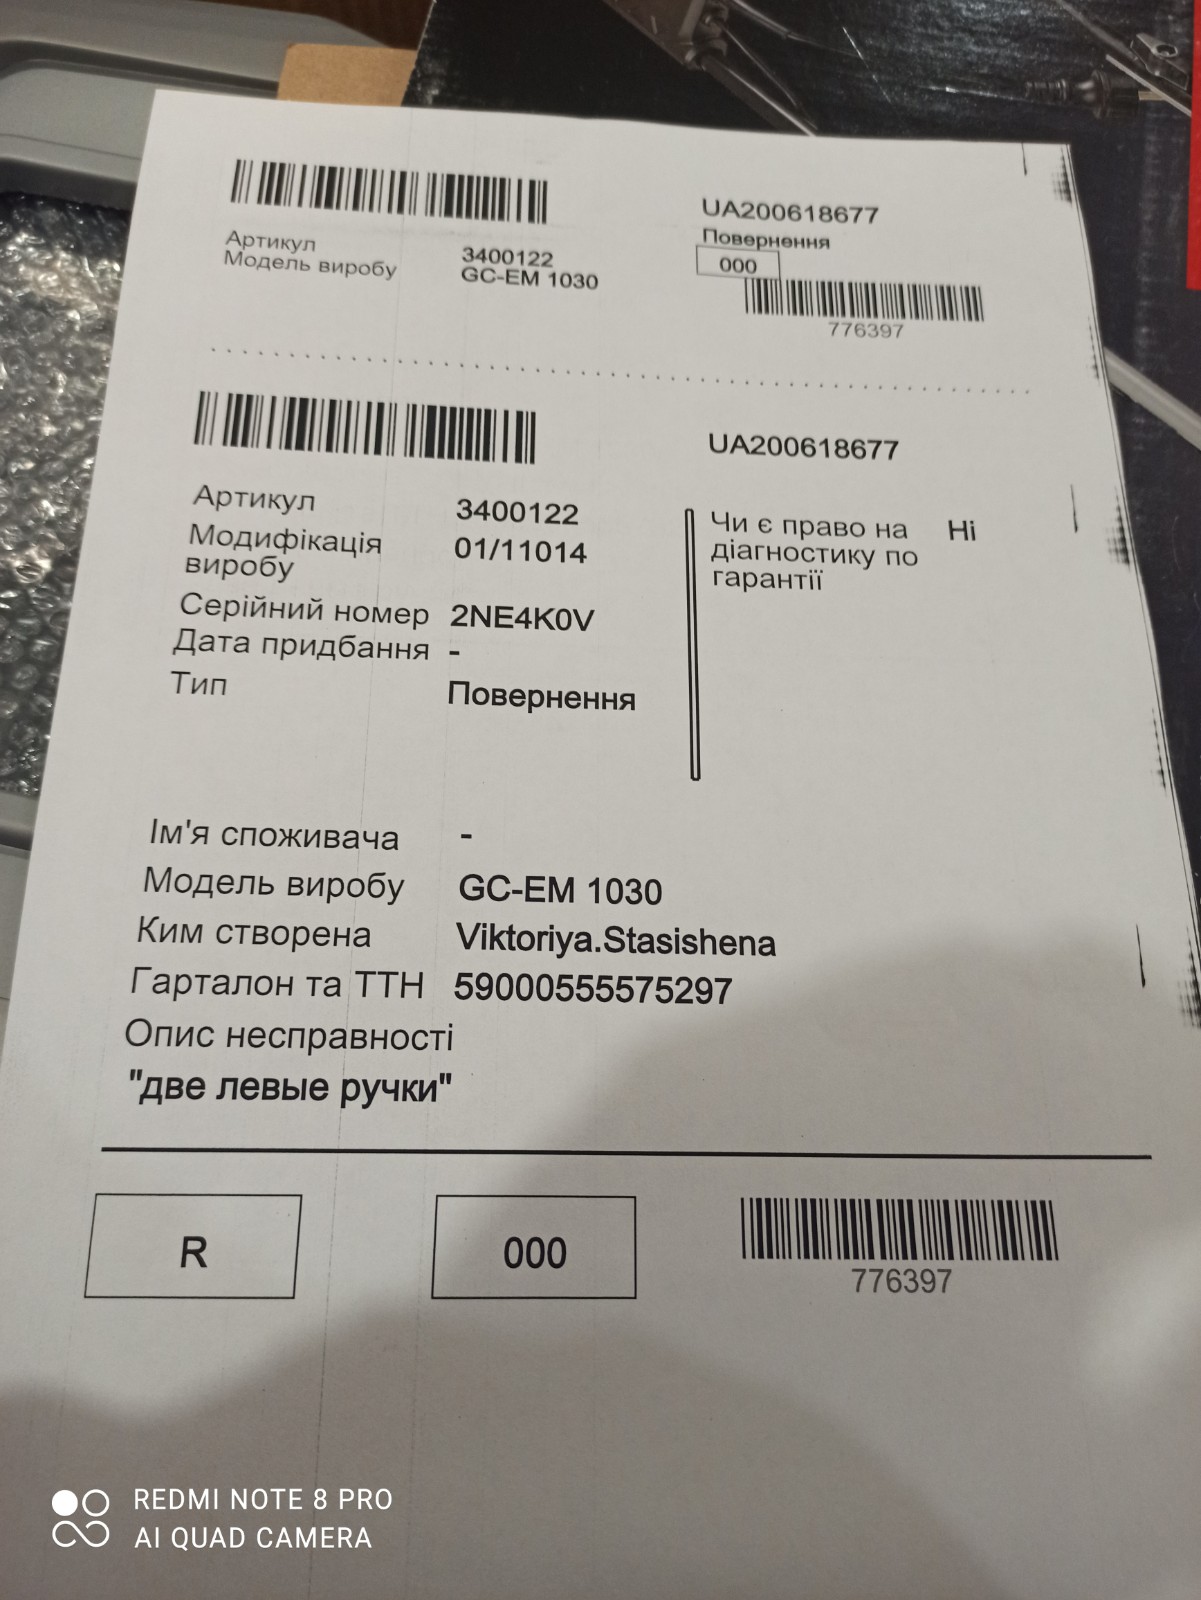 UA200618677
Повернення
Артикул 3400122
Модель виробу GC-EM 1030
000
776397
UA200618677
Артикул 3400122
Модифікація 01/11014
виробу
Серійний номер 2NE4K0V
Дата придбання -
Тип Повернення
Чи є право на Ні
діагностику по
гарантії
Ім'я споживача -
Модель виробу GC-EM 1030
Ким створена Viktoriya.Stasishena
Гарталон та ТТН 59000555575297
Опис несправності
"две левые ручки"
R 000
776397
REDMI NOTE 8 PRO
AI QUAD CAMERA